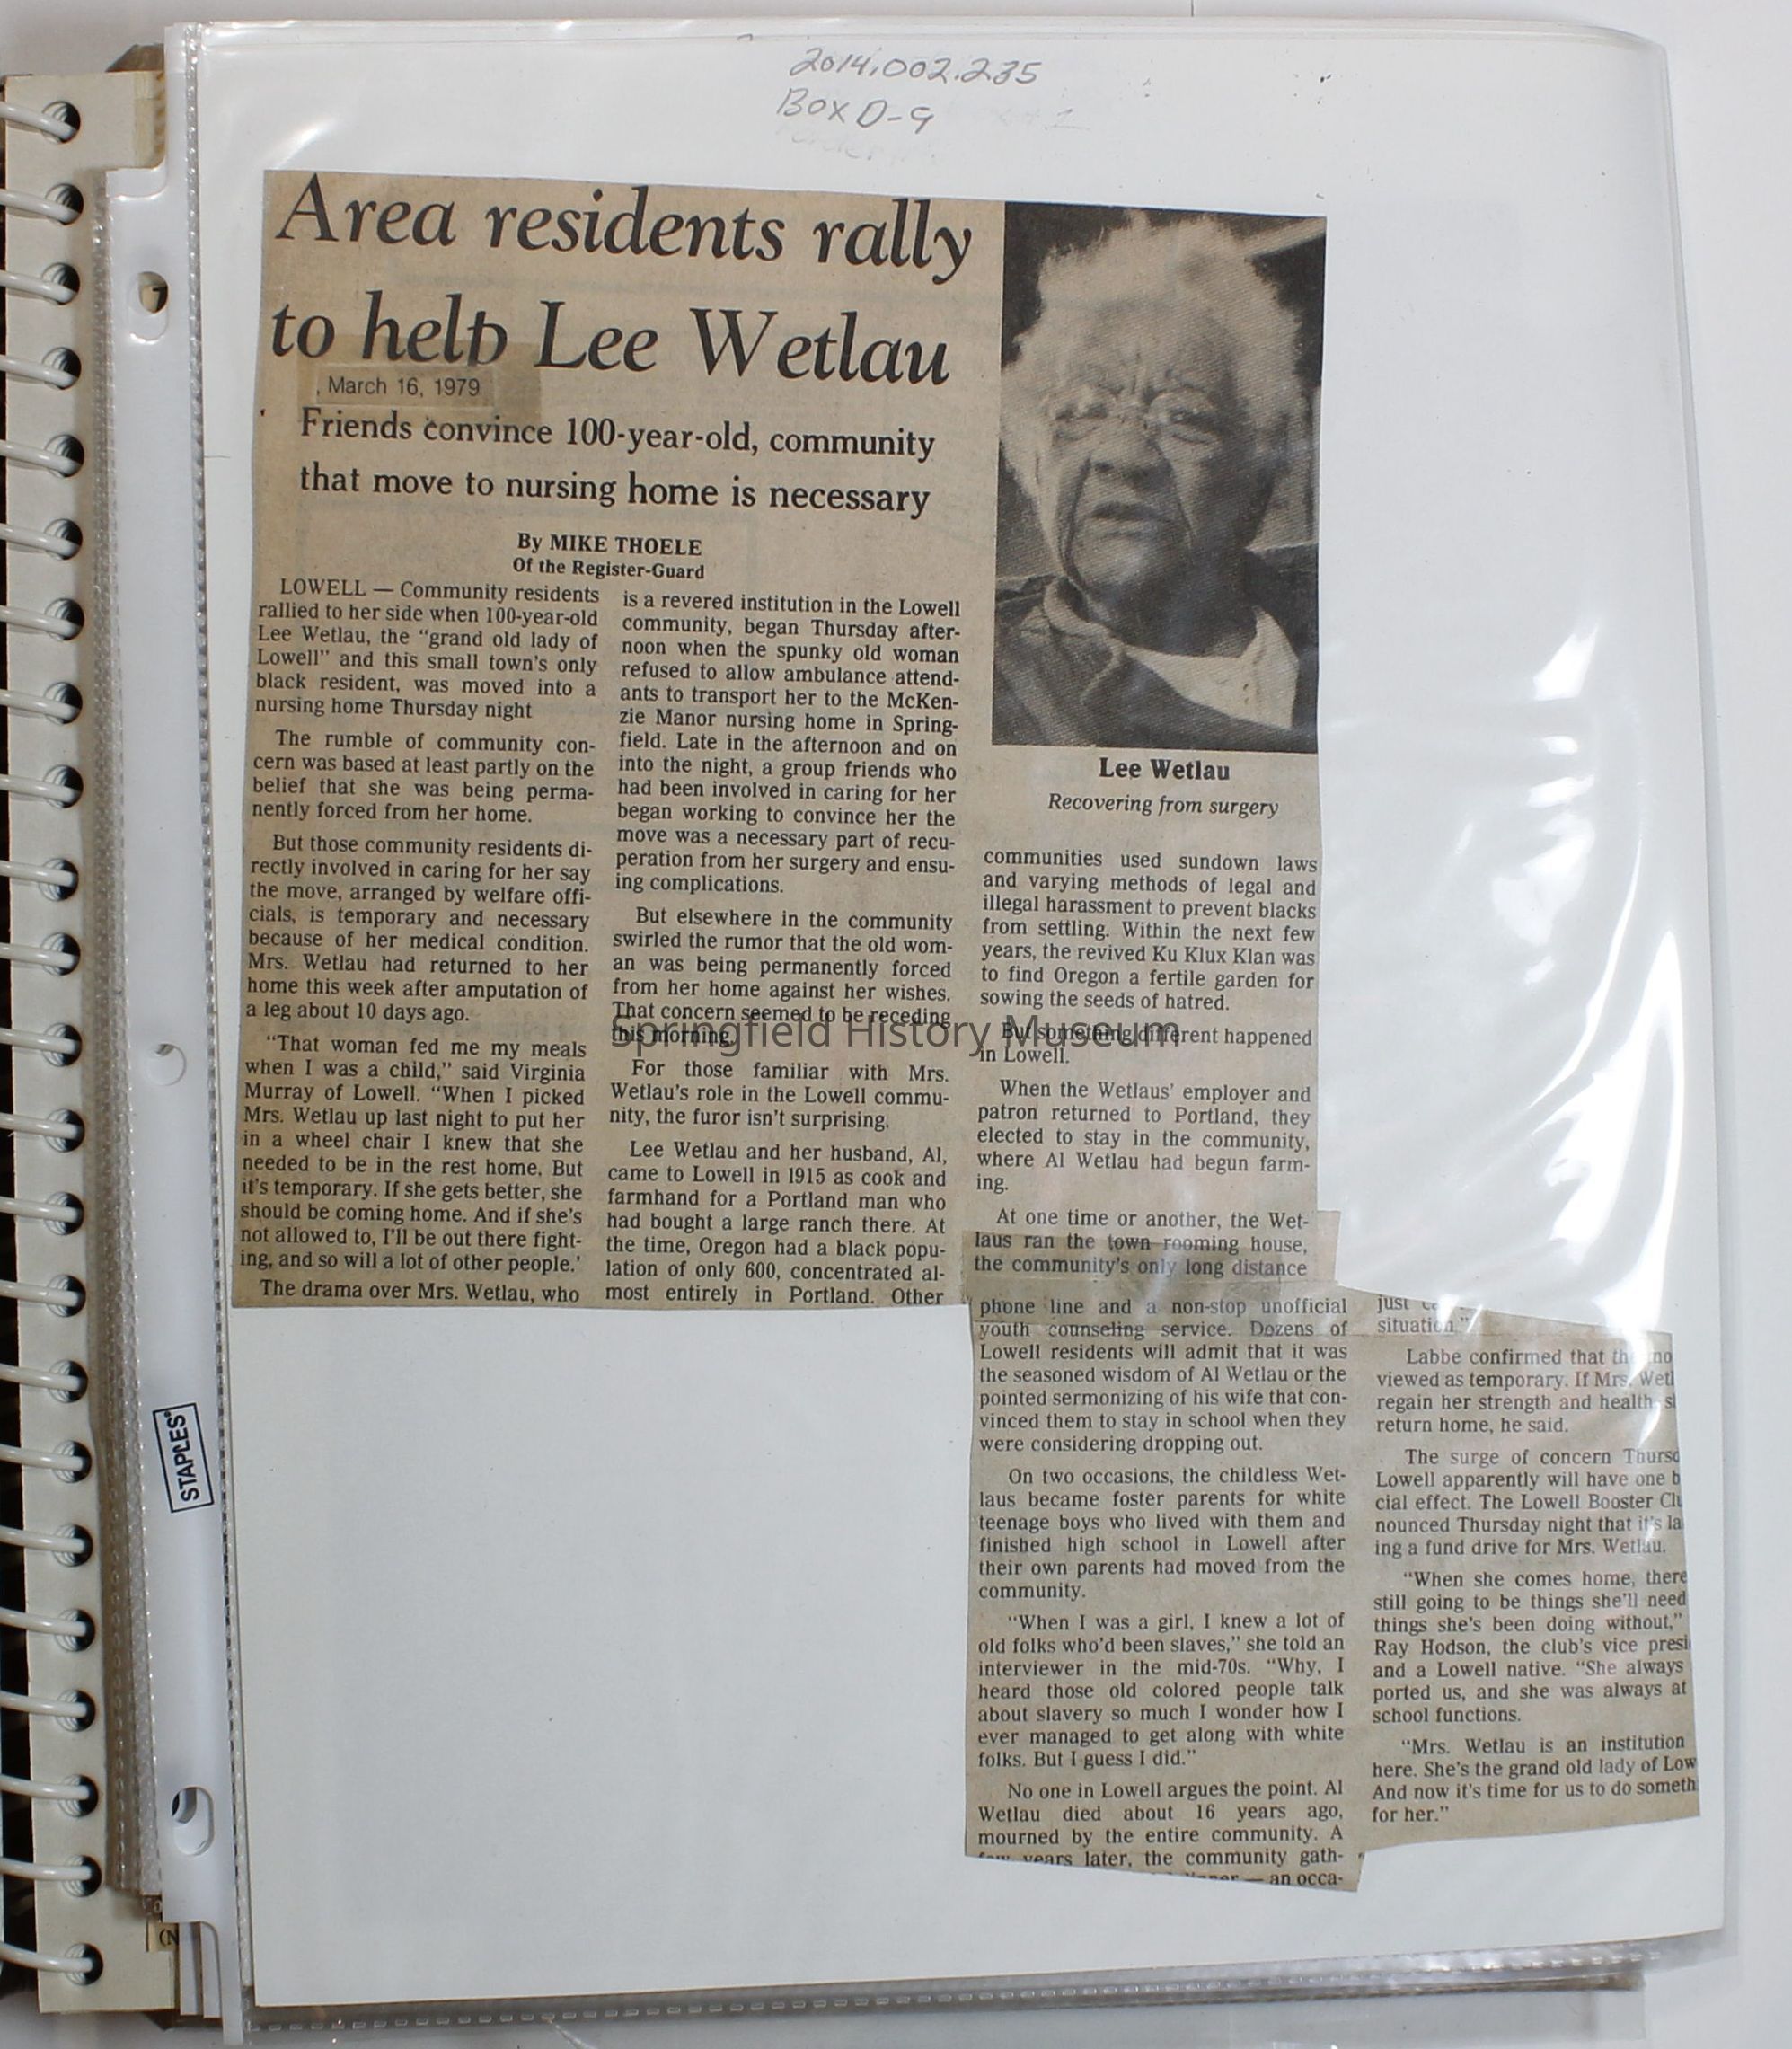 2014.002.235
Box D-9
Area residents rally
to help Lee Wetlau
, March 16, 1979
Friends convince 100-year-old, community
that move to nursing home is necessary
By MIKE THOELE
Of the Register-Guard
LOWELL — Community residents
rallied to her side when 100-year-old
Lee Wetlau, the “grand old lady of
Lowell” and this small town’s only
black resident, was moved into a
nursing home Thursday night
The rumble of community con-
cern was based at least partly on the
belief that she was being perma-
nently forced from her home.
But those community residents di-
rectly involved in caring for her say
the move, arranged by welfare offi-
cials, is temporary and necessary
because of her medical condition.
Mrs. Wetlau had returned to her
home this week after amputation of
a leg about 10 days ago.
“That woman fed me my meals
when I was a child,” said Virginia
Murray of Lowell. “When I picked
Mrs. Wetlau up last night to put her
in a wheel chair I knew that she
needed to be in the rest home. But
it’s temporary. If she gets better, she
should be coming home. And if she’s
not allowed to, I’ll be out there fight-
ing, and so will a lot of other people.’
The drama over Mrs. Wetlau, who
is a revered institution in the Lowell
community, began Thursday after-
noon when the spunky old woman
refused to allow ambulance attend-
ants to transport her to the McKen-
zie Manor nursing home in Spring-
field. Late in the afternoon and on
into the night, a group friends who
had been involved in caring for her
began working to convince her the
move was a necessary part of recu-
peration from her surgery and ensu-
ing complications.
But elsewhere in the community
swirled the rumor that the old wom-
an was being permanently forced
from her home against her wishes.
That concern seemed to be receding
this morning.
For those familiar with Mrs.
Wetlau’s role in the Lowell commu-
nity, the furor isn’t surprising.
Lee Wetlau and her husband, Al,
came to Lowell in 1915 as cook and
farmhand for a Portland man who
had bought a large ranch there. At
the time, Oregon had a black popu-
lation of only 600, concentrated al-
most entirely in Portland. Other
Lee Wetlau
Recovering from surgery
communities used sundown laws
and varying methods of legal and
illegal harassment to prevent blacks
from settling. Within the next few
years, the revived Ku Klux Klan was
to find Oregon a fertile garden for
sowing the seeds of hatred.
But something different happened
in Lowell.
When the Wetlaus’ employer and
patron returned to Portland, they
elected to stay in the community,
where Al Wetlau had begun farm-
ing.
At one time or another, the Wet-
laus ran the town rooming house,
the community’s only long distance
phone line and a non-stop unofficial
youth counseling service. Dozens of
Lowell residents will admit that it was
the seasoned wisdom of Al Wetlau or the
pointed sermonizing of his wife that con-
vinced them to stay in school when they
were considering dropping out.
On two occasions, the childless Wet-
laus became foster parents for white
teenage boys who lived with them and
finished high school in Lowell after
their own parents had moved from the
community.
“When I was a girl, I knew a lot of
old folks who’d been slaves,” she told an
interviewer in the mid-70s. “Why, I
heard those old colored people talk
about slavery so much I wonder how I
ever managed to get along with white
folks. But I guess I did.”
No one in Lowell argues the point. Al
Wetlau died about 16 years ago,
mourned by the entire community. A
few years later, the community gath-
— an occa-
just
situation.”
Labbe confirmed that the mo
viewed as temporary. If Mrs. Wetl
regain her strength and health s
return home, he said.
The surge of concern Thursd
Lowell apparently will have one b
cial effect. The Lowell Booster Clu
nounced Thursday night that it’s la
ing a fund drive for Mrs. Wetlau.
“When she comes home, there
still going to be things she’ll need
things she’s been doing without,”
Ray Hodson, the club’s vice presi
and a Lowell native. “She always
ported us, and she was always at
school functions.
“Mrs. Wetlau is an institution
here. She’s the grand old lady of Low
And now it’s time for us to do someth
for her.”
Springfield History Museum
STAPLES